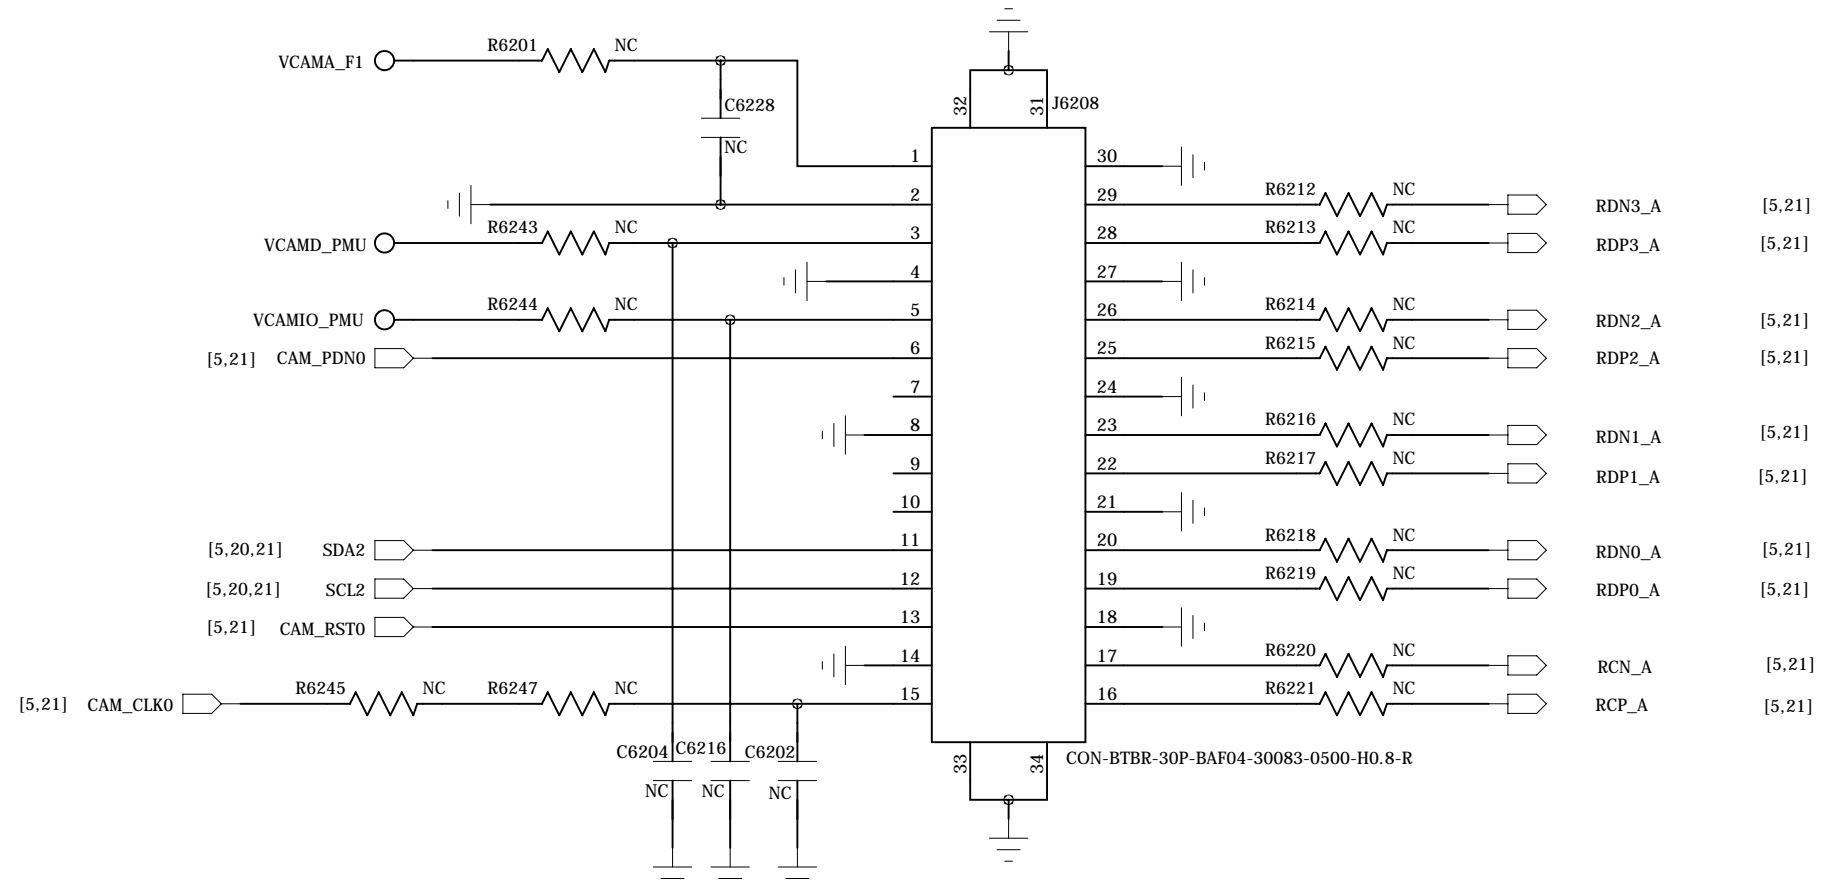 R6201 NC
VCAMA_F1
C6228
NC
32 31 J6208
1 30
2 29 R6212 NC RDN3_A [5,21]
R6243 NC
VCAMD_PMU 3 28 R6213 NC RDP3_A [5,21]
4 27
R6244 NC
VCAMIO_PMU 5 26 R6214 NC RDN2_A [5,21]
[5,21] CAM_PDN0 6 25 R6215 NC RDP2_A [5,21]
7 24
8 23 R6216 NC RDN1_A [5,21]
9 22 R6217 NC RDP1_A [5,21]
10 21
[5,20,21] SDA2 11 20 R6218 NC RDN0_A [5,21]
[5,20,21] SCL2 12 19 R6219 NC RDP0_A [5,21]
[5,21] CAM_RST0 13 18
14 17 R6220 NC RCN_A [5,21]
R6245 NC R6247 NC
[5,21] CAM_CLK0 15 16 R6221 NC RCP_A [5,21]
C6204 C6216 C6202
NC NC NC
33 34 CON-BTBR-30P-BAF04-30083-0500-H0.8-R